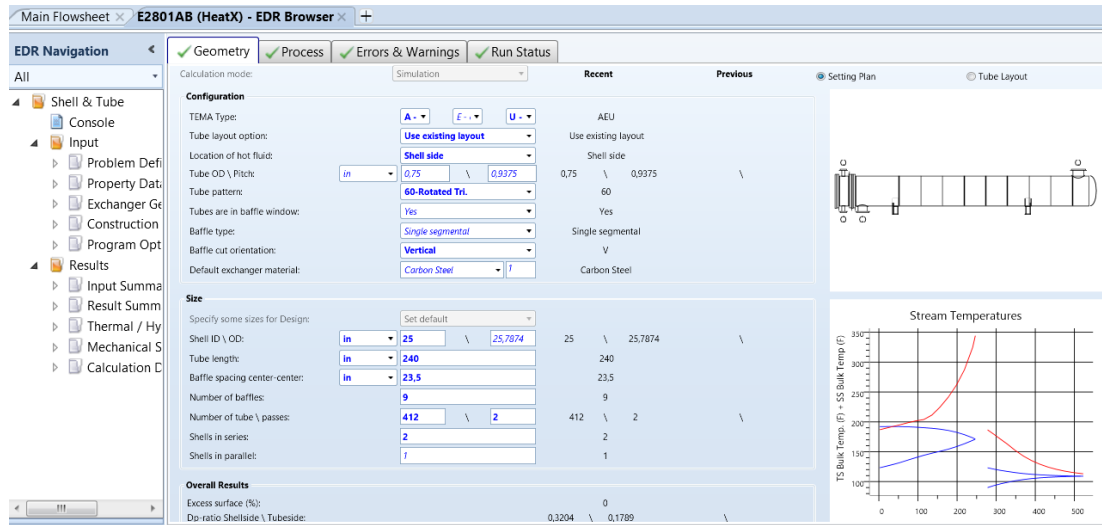 Main Flowsheet × E2801AB (HeatX) - EDR Browser × +
EDR Navigation
All
Shell & Tube
Console
Input
Problem Defi
Property Data
Exchanger Ge
Construction
Program Opt
Results
Input Summa
Result Summ
Thermal / Hy
Mechanical S
Calculation D
Geometry Process Errors & Warnings Run Status
Calculation mode: Simulation Recent Previous
Configuration
TEMA Type: A - E - U - AEU
Tube layout option: Use existing layout Use existing layout
Location of hot fluid: Shell side Shell side
Tube OD \ Pitch: in 0,75 \ 0,9375 0,75 \ 0,9375 \
Tube pattern: 60-Rotated Tri. 60
Tubes are in baffle window: Yes Yes
Baffle type: Single segmental Single segmental
Baffle cut orientation: Vertical V
Default exchanger material: Carbon Steel 1 Carbon Steel
Size
Specify some sizes for Design: Set default
Shell ID \ OD: in 25 \ 25,7874 25 \ 25,7874 \
Tube length: in 240 240
Baffle spacing center-center: in 23,5 23,5
Number of baffles: 9 9
Number of tube \ passes: 412 \ 2 412 \ 2 \
Shells in series: 2 2
Shells in parallel: 1 1
Overall Results
Excess surface (%): 0
Dp-ratio Shellside \ Tubeside: 0,3204 \ 0,1789 \
Setting Plan Tube Layout
Stream Temperatures
TS Bulk Temp. (F) + SS Bulk Temp (F)
350
300
250
200
150
100
0 100 200 300 400 500